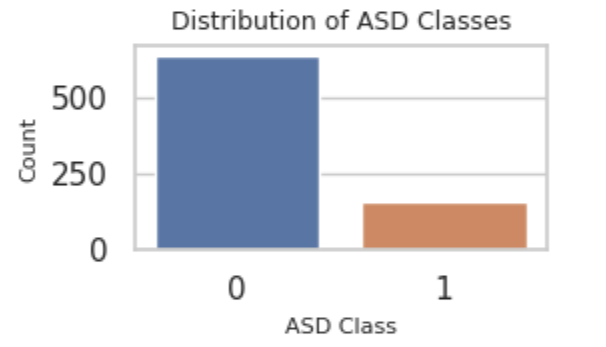 Distribution of ASD Classes
Count
500
250
0
0
1
ASD Class